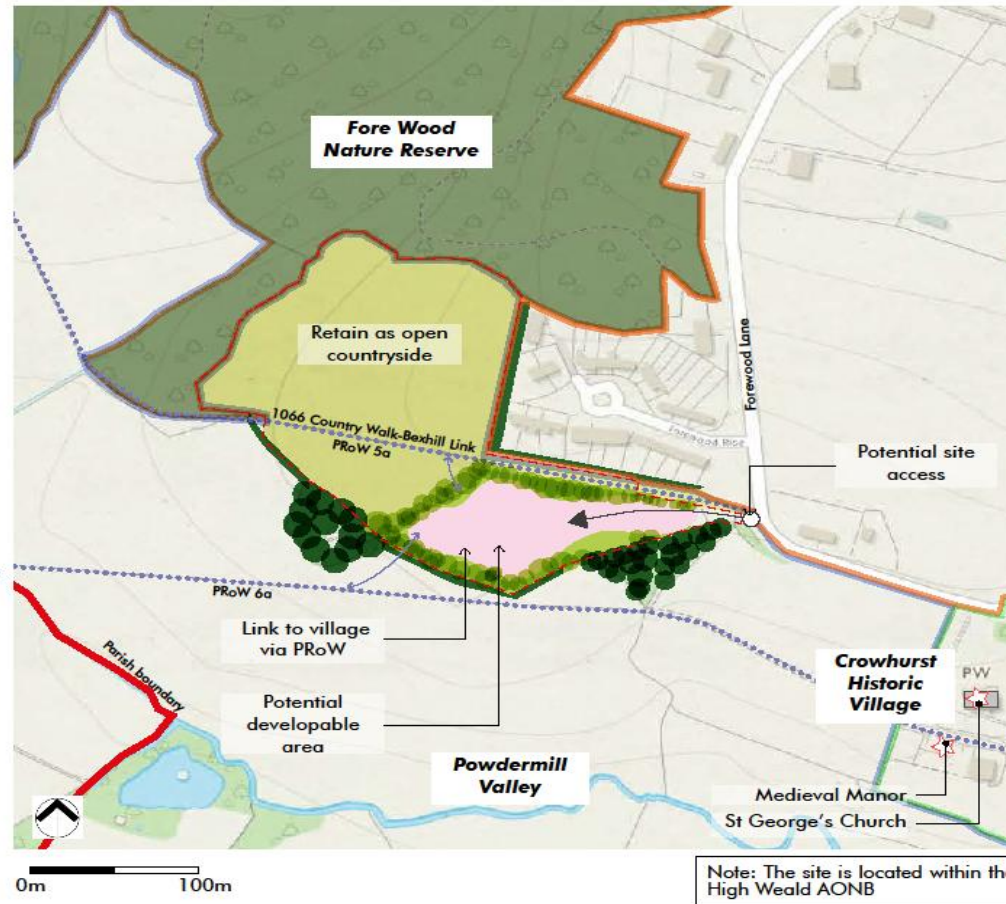 Fore Wood
Nature Reserve
Retain as open
countryside
Forewood Lane
1066 Country Walk-Bexhill Link
PRoW 5a
Forewood Rise
Potential site
access
PRoW 6a
Link to village
via PRoW
Parish boundary
Crowhurst
Historic
Village
PW
Potential
developable
area
Powdermill
Valley
Medieval Manor
St George's Church
0m
100m
Note: The site is located within the
High Weald AONB